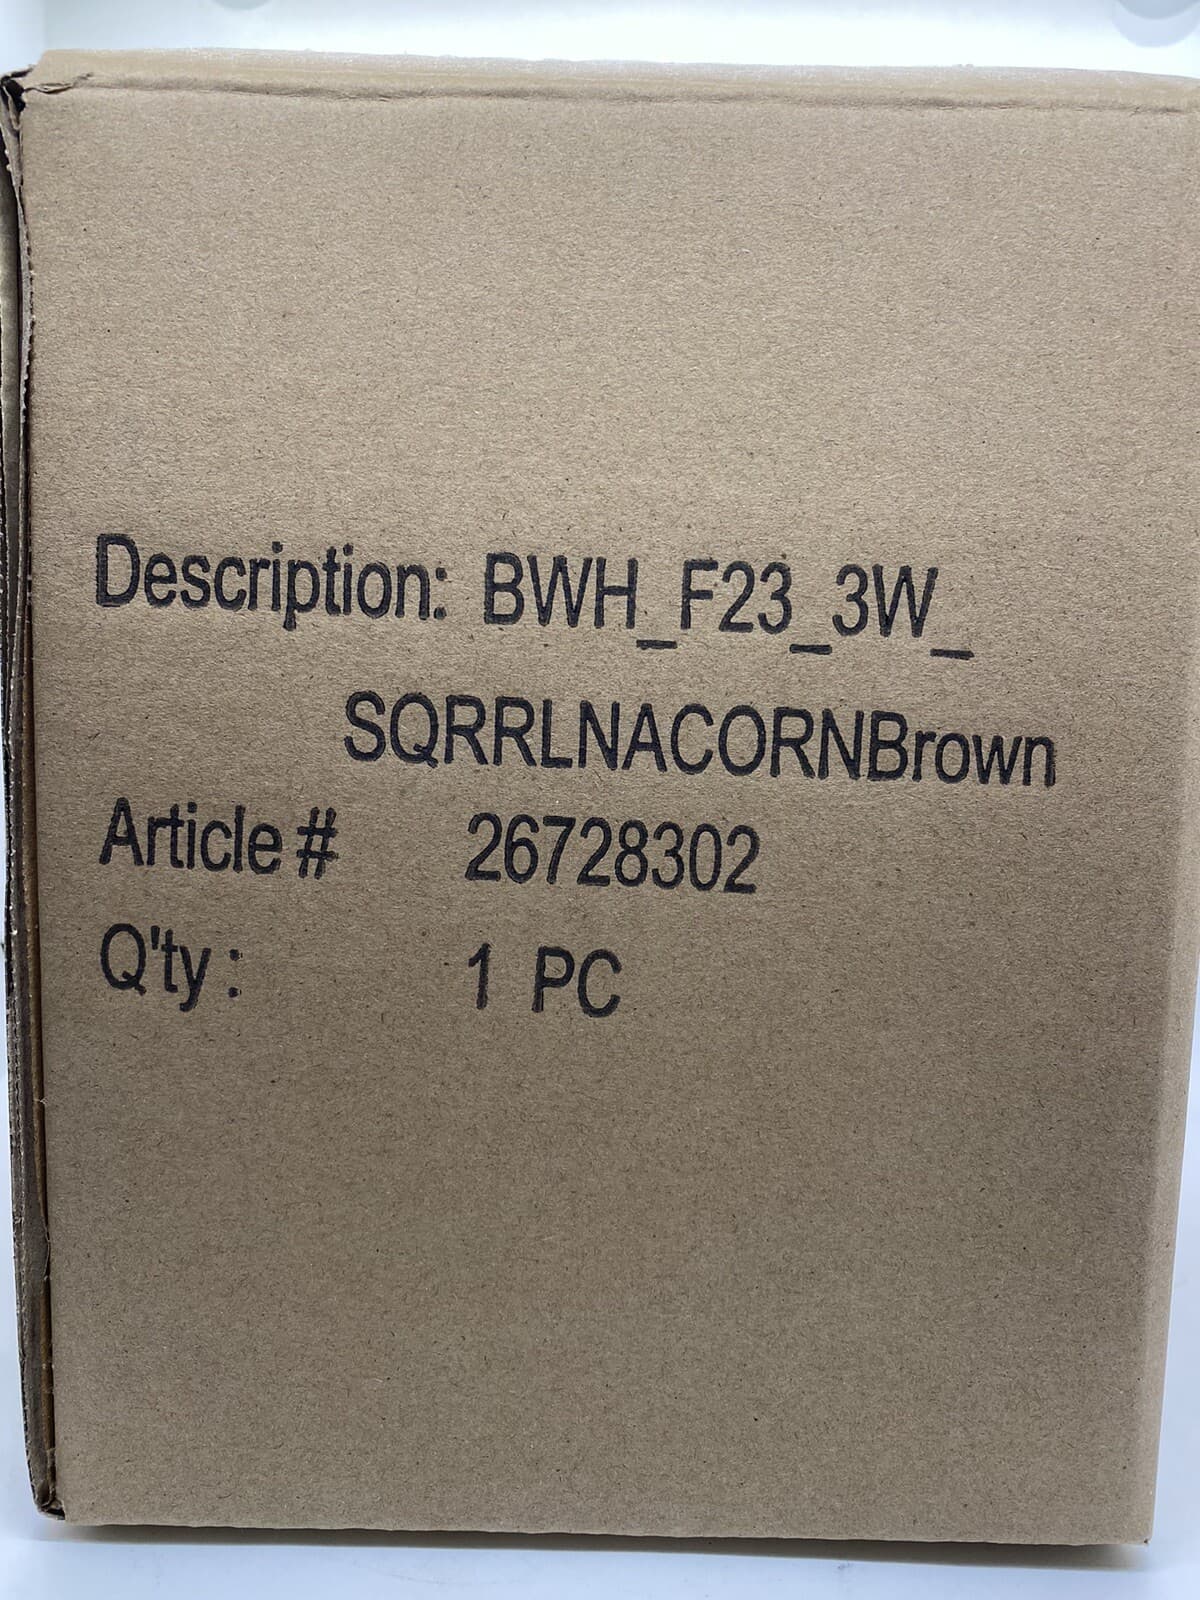 Description: BWH_F23_3W_
SQRRLNACORNBrown
Article # 26728302
Q'ty : 1 PC